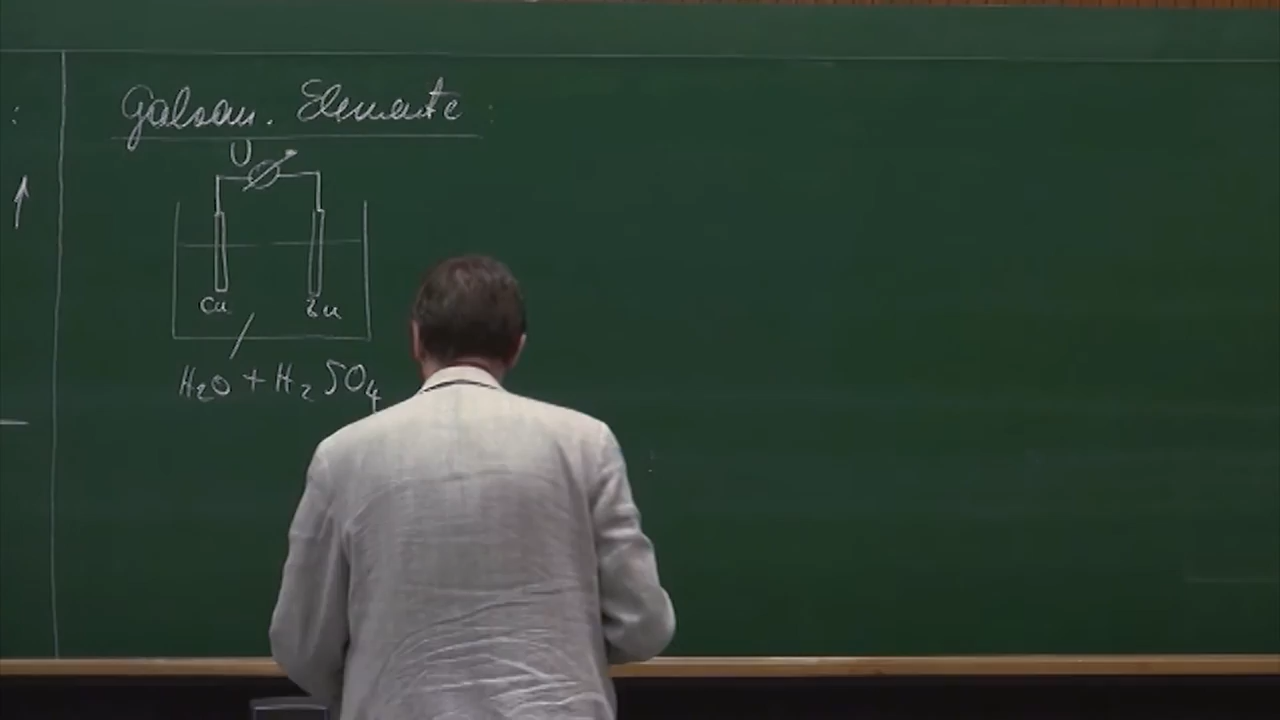 Galvan. Elemente:
U
Cu Zn
H₂O + H₂SO₄